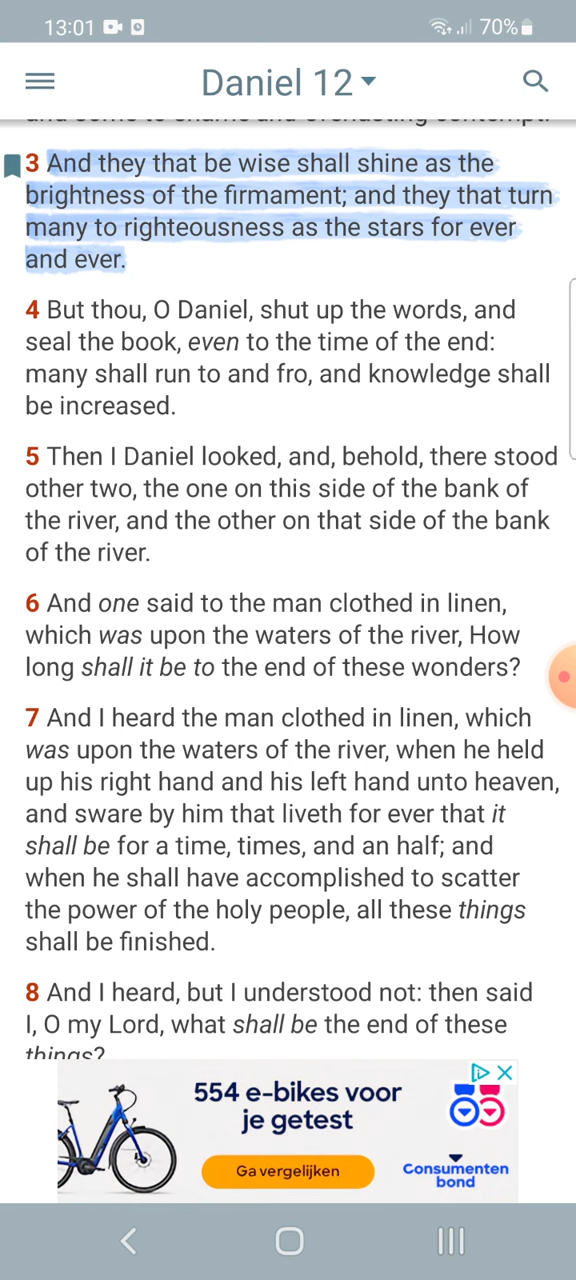 13:01
70%
Daniel 12
and some to shame and everlasting contempt.
3 And they that be wise shall shine as the
brightness of the firmament; and they that turn
many to righteousness as the stars for ever
and ever.
4 But thou, O Daniel, shut up the words, and
seal the book, even to the time of the end:
many shall run to and fro, and knowledge shall
be increased.
5 Then I Daniel looked, and, behold, there stood
other two, the one on this side of the bank of
the river, and the other on that side of the bank
of the river.
6 And one said to the man clothed in linen,
which was upon the waters of the river, How
long shall it be to the end of these wonders?
7 And I heard the man clothed in linen, which
was upon the waters of the river, when he held
up his right hand and his left hand unto heaven,
and sware by him that liveth for ever that it
shall be for a time, times, and an half; and
when he shall have accomplished to scatter
the power of the holy people, all these things
shall be finished.
8 And I heard, but I understood not: then said
I, O my Lord, what shall be the end of these
things?
554 e-bikes voor
je getest
Ga vergelijken
Consumenten
bond